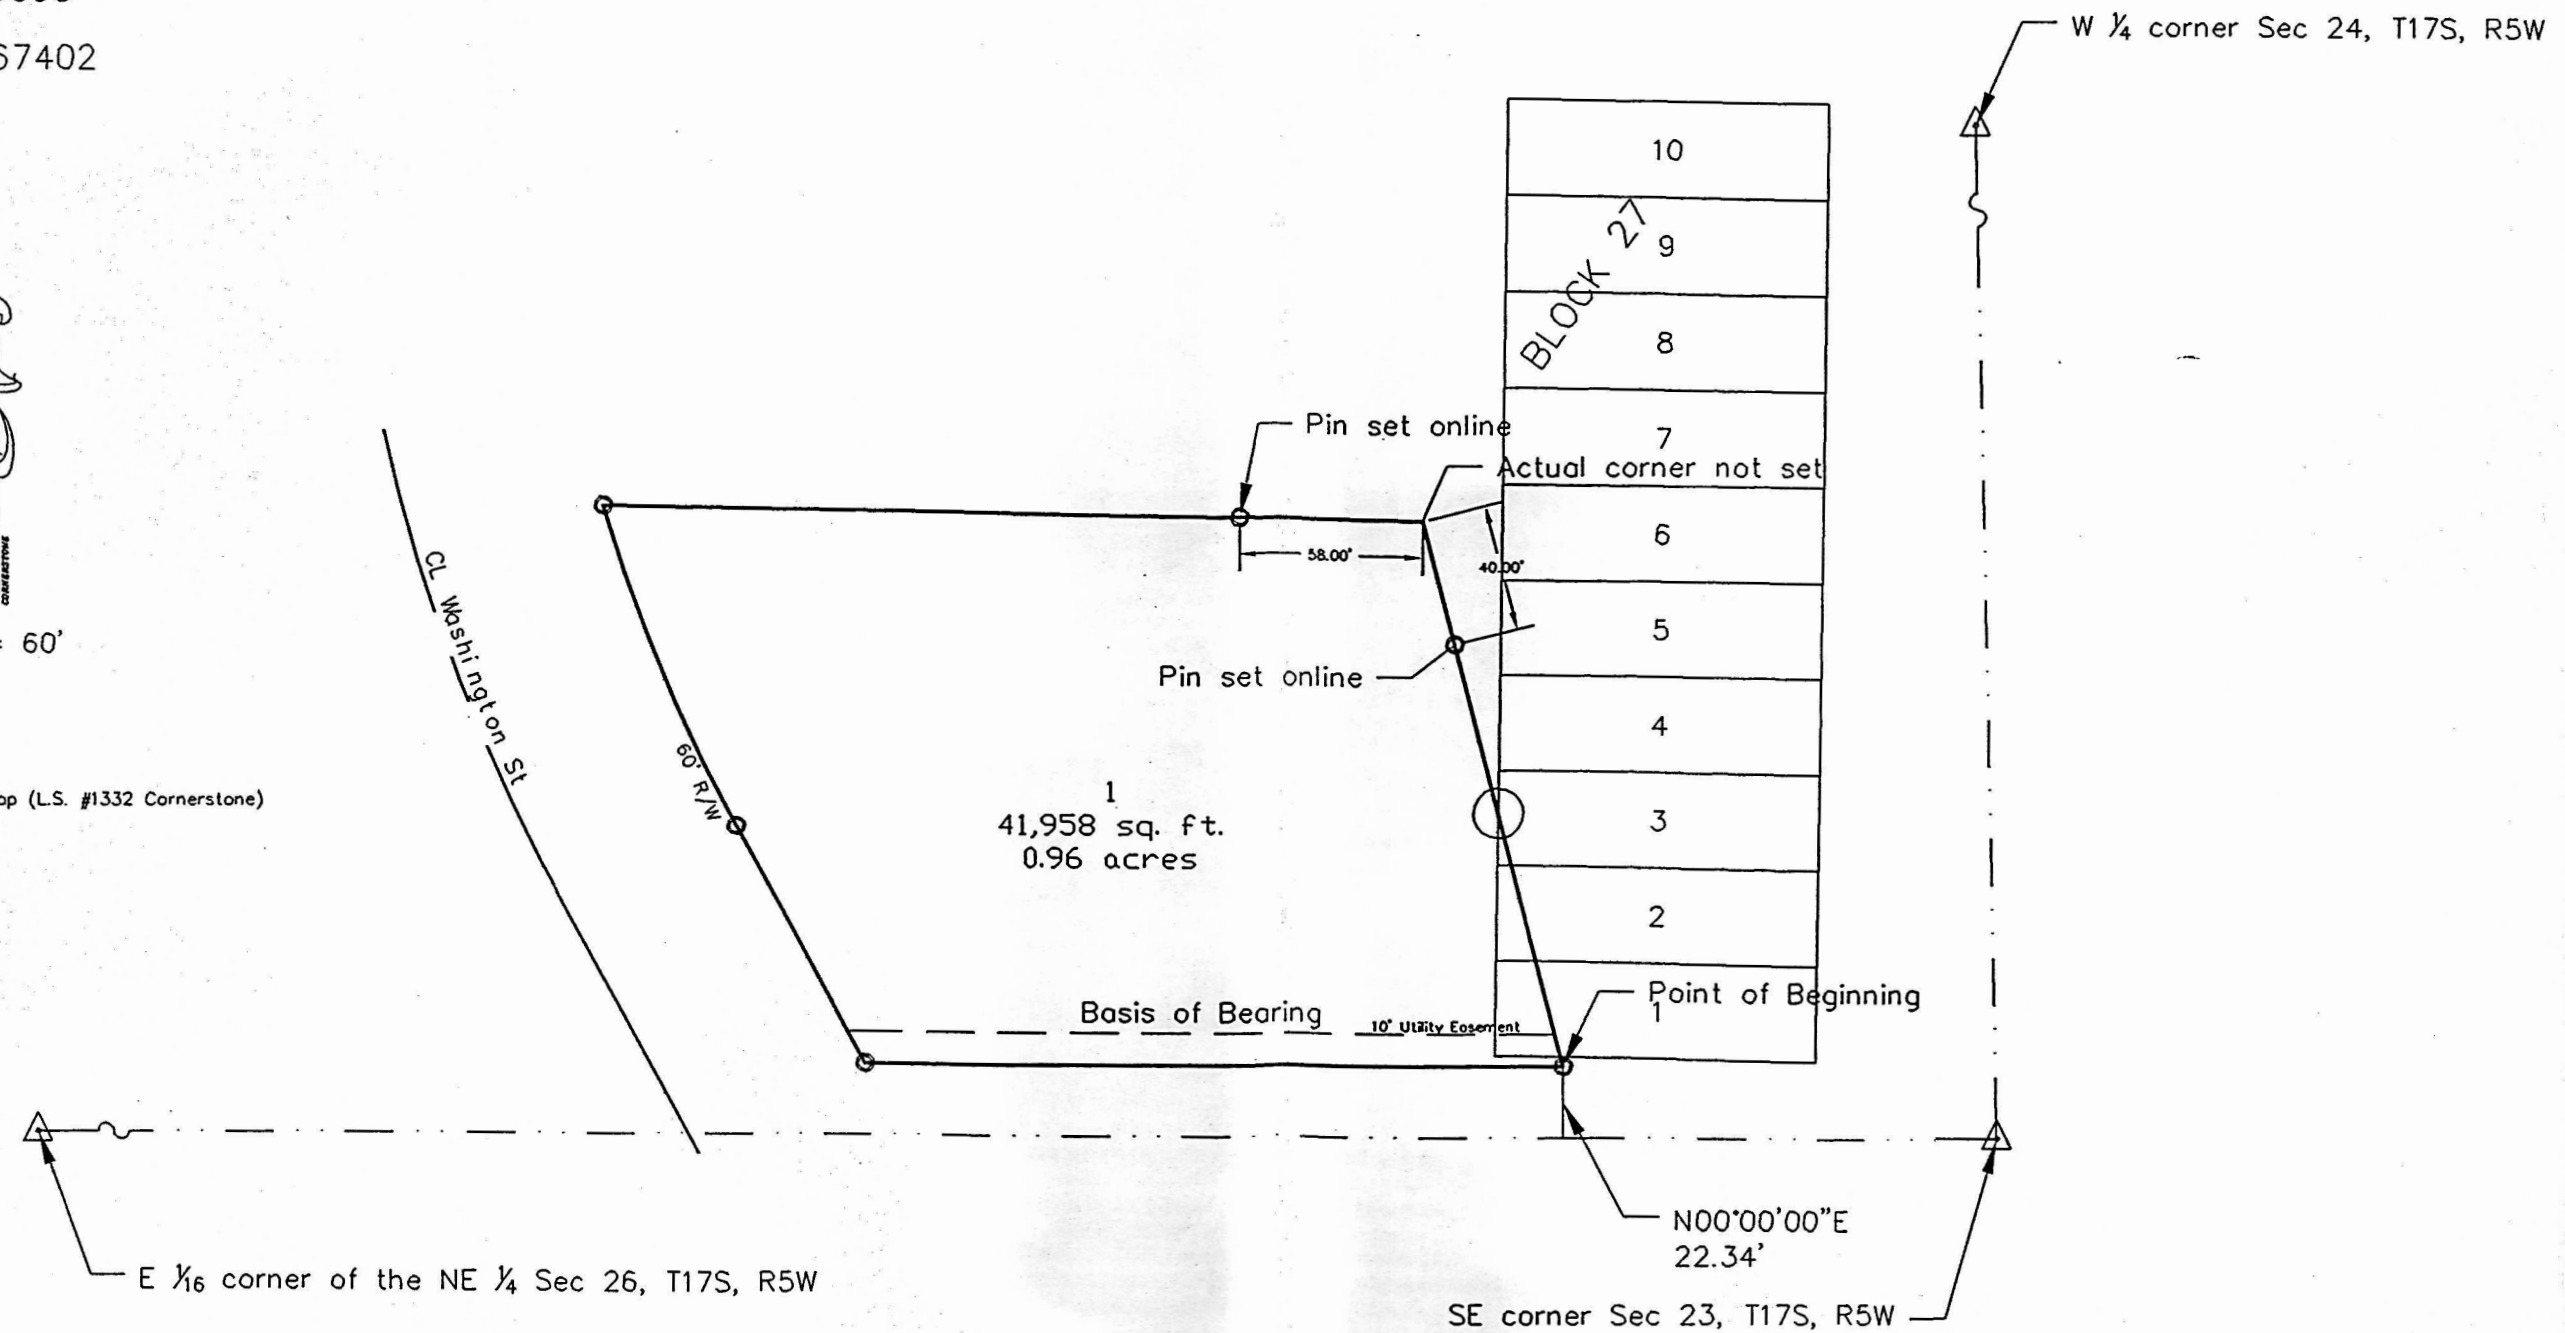 67402
W ¼ corner Sec 24, T17S, R5W
10
BLOCK 27
9
8
7
Pin set online
Actual corner not set
6
58.00'
40.00'
CORNERSTONE
CL Washington St
60'
5
Pin set online
4
60' R/W
(L.S. #1332 Cornerstone)
1
41,958 sq. ft.
0.96 acres
3
2
Point of Beginning
1
Basis of Bearing
10' Utility Easement
N00°00'00"E
22.34'
E 1/16 corner of the NE ¼ Sec 26, T17S, R5W
SE corner Sec 23, T17S, R5W